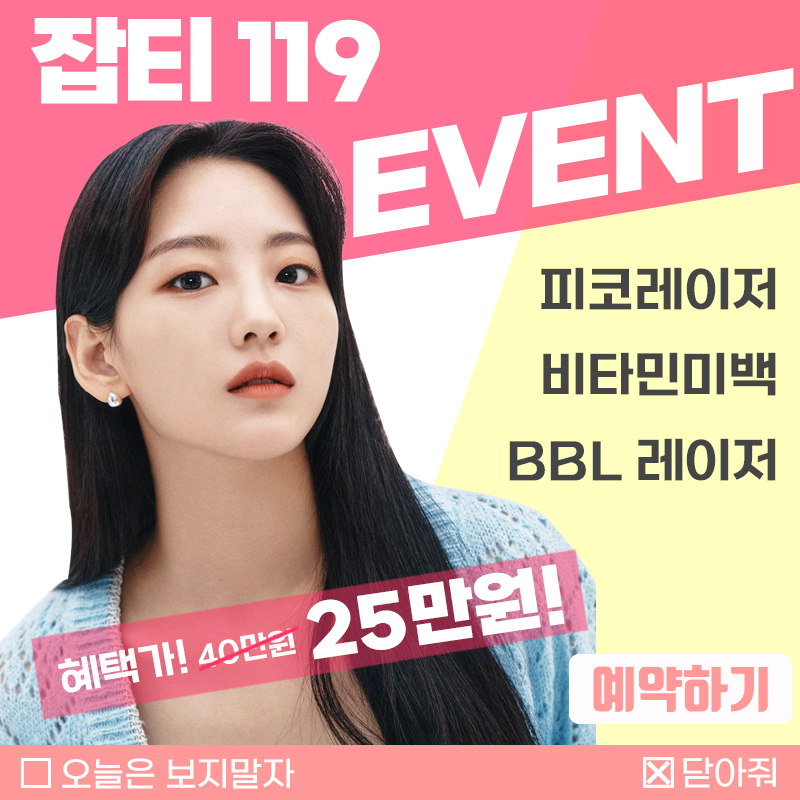 잡티 119
EVENT
피코레이저
비타민미백
BBL 레이저
혜택가! 40만원 25만원!
예약하기
오늘은 보지말자
닫아줘